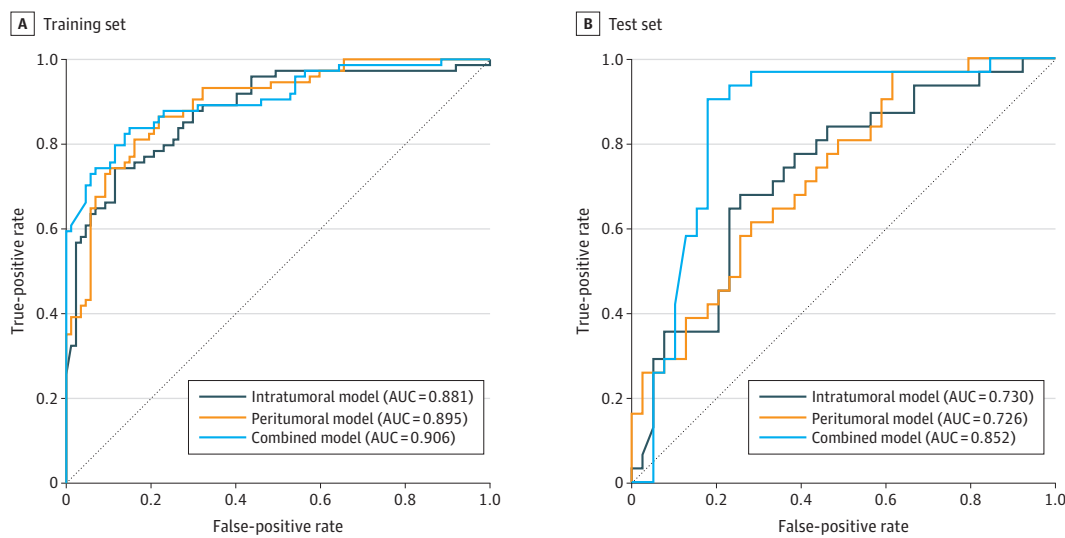 A Training set
1.0
0.8
0.6
0.4
0.2
0
True-positive rate
0 0.2 0.4 0.6 0.8 1.0
False-positive rate
Intratumoral model (AUC = 0.881)
Peritumoral model (AUC = 0.895)
Combined model (AUC = 0.906)
B Test set
1.0
0.8
0.6
0.4
0.2
0
True-positive rate
0 0.2 0.4 0.6 0.8 1.0
False-positive rate
Intratumoral model (AUC = 0.730)
Peritumoral model (AUC = 0.726)
Combined model (AUC = 0.852)